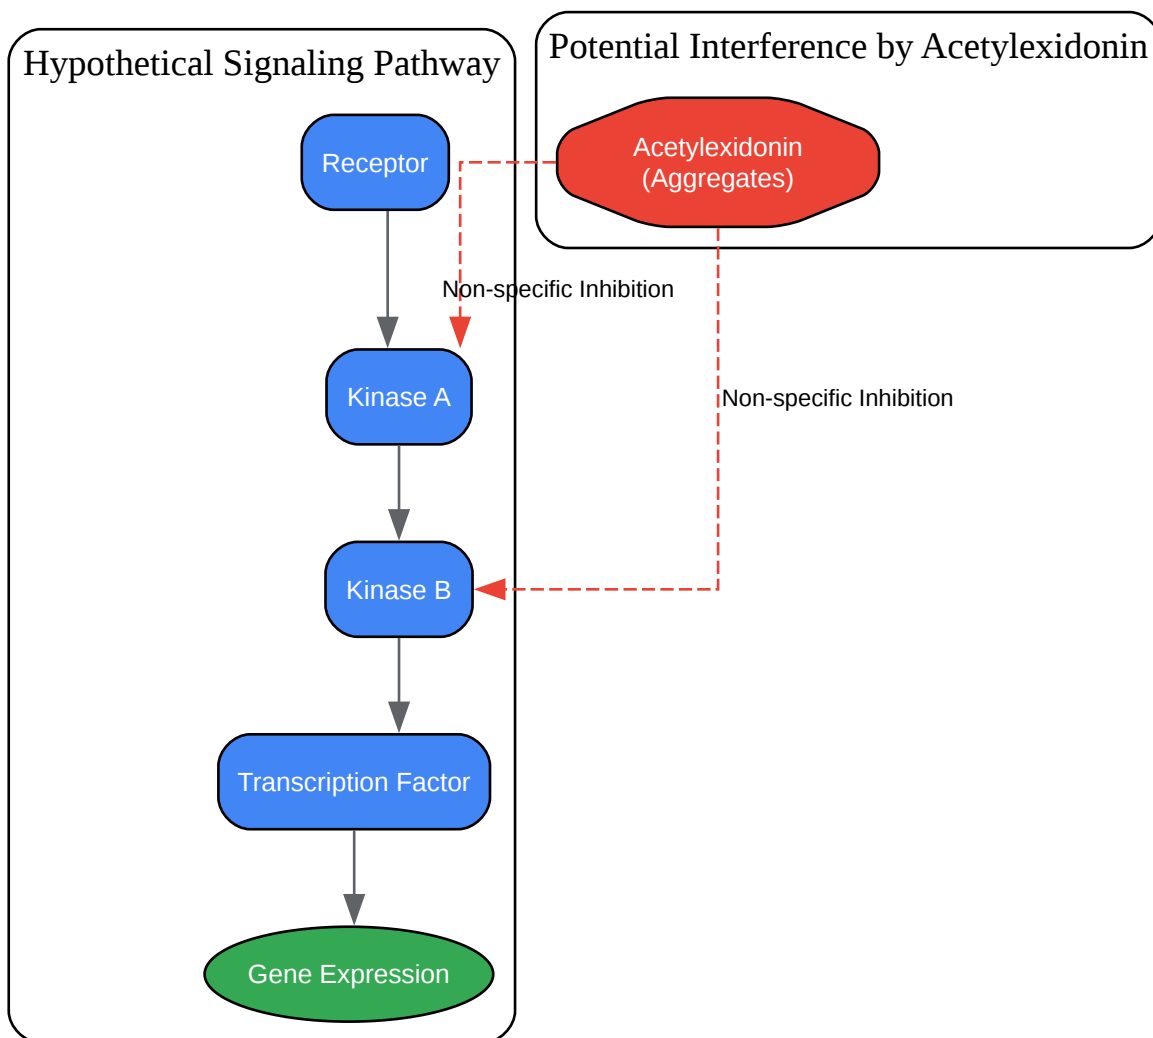 Hypothetical Signaling Pathway
Potential Interference by Acetylexidonin
Receptor
Acetylexidonin
(Aggregates)
Non-specific Inhibition
Kinase A
Non-specific Inhibition
Kinase B
Transcription Factor
Gene Expression